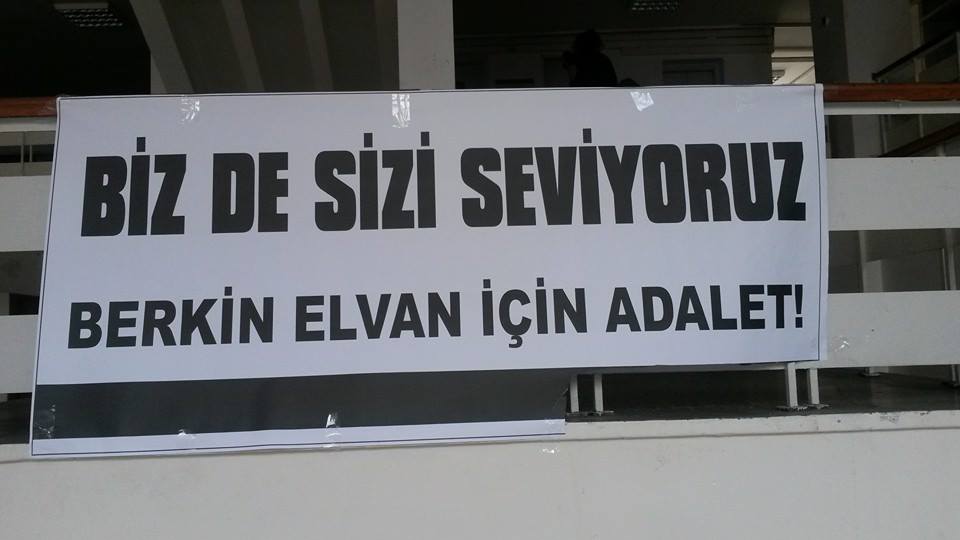 BİZ DE SİZİ SEVİYORUZ
BERKİN ELVAN İÇİN ADALET!